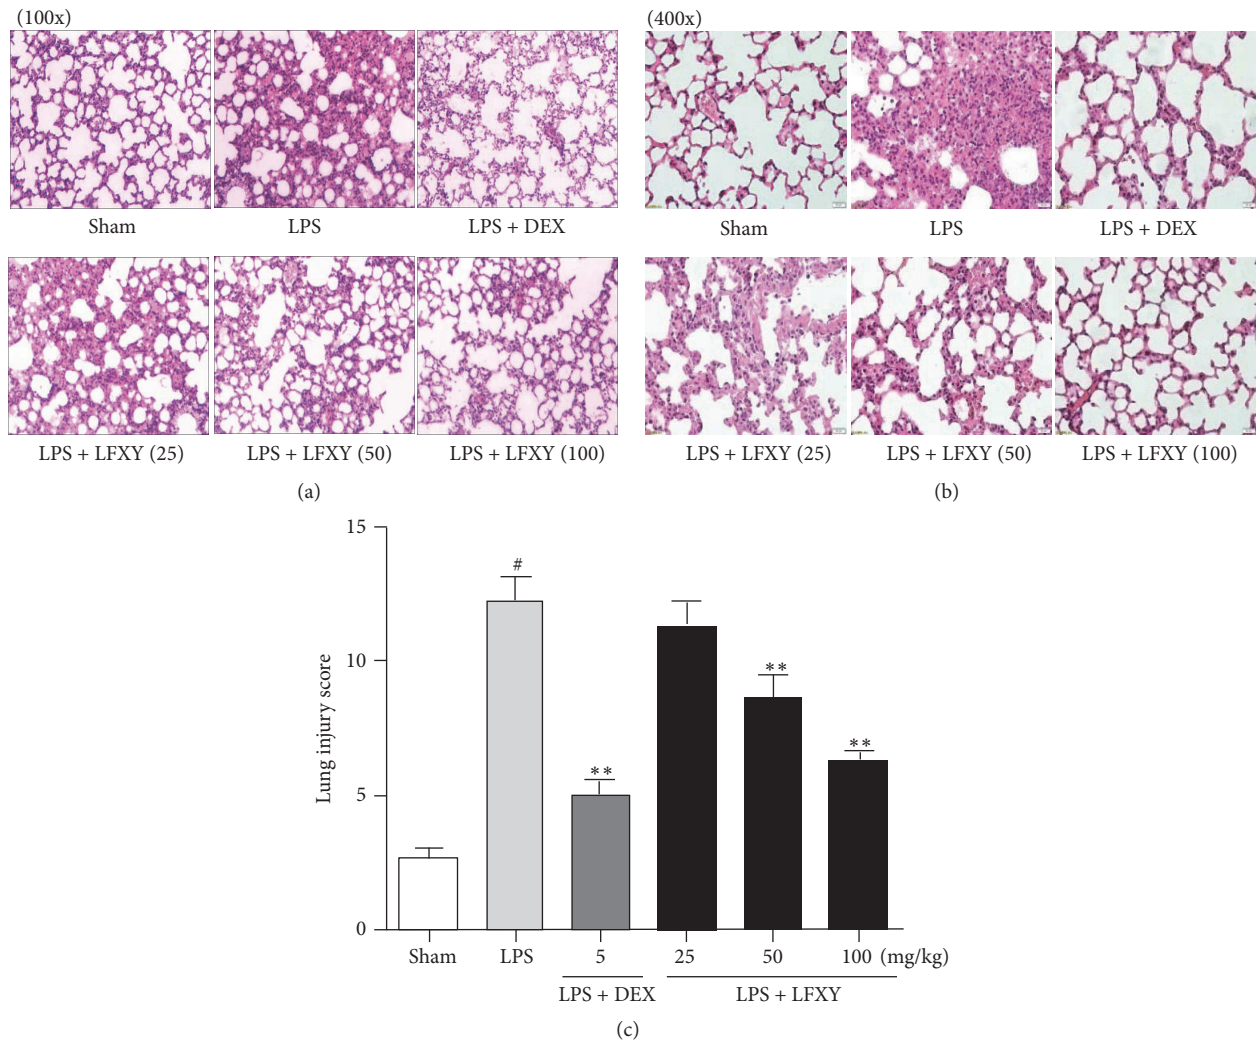 (100x)
(400x)
Sham
LPS
LPS + DEX
Sham
LPS
LPS + DEX
LPS + LFXY (25)
LPS + LFXY (50)
LPS + LFXY (100)
LPS + LFXY (25)
LPS + LFXY (50)
LPS + LFXY (100)
(a)
(b)
Lung injury score
15
10
5
0
#
**
**
**
Sham
LPS
5
25
50
100
(mg/kg)
LPS + DEX
LPS + LFXY
(c)